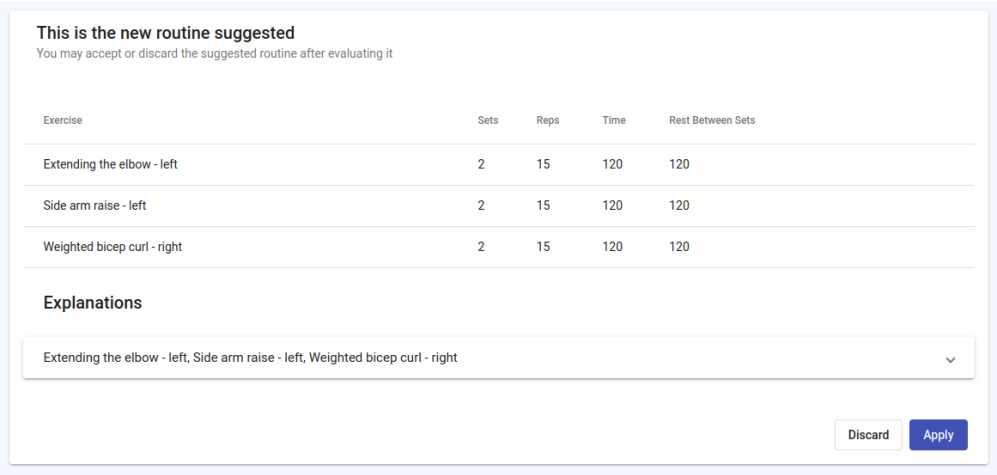 This is the new routine suggested
You may accept or discard the suggested routine after evaluating it
Exercise Sets Reps Time Rest Between Sets
Extending the elbow - left 2 15 120 120
Side arm raise - left 2 15 120 120
Weighted bicep curl - right 2 15 120 120
Explanations
Extending the elbow - left, Side arm raise - left, Weighted bicep curl - right
Discard Apply